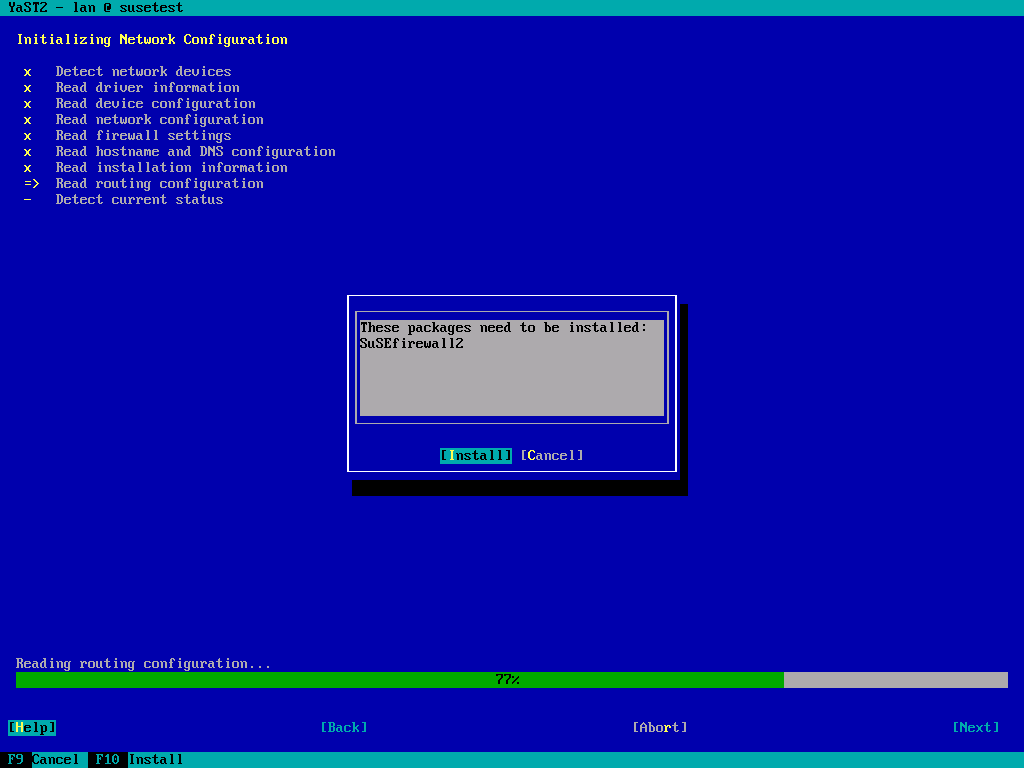 YaST2 - lan @ susetest
Initializing Network Configuration
x Detect network devices
x Read driver information
x Read device configuration
x Read network configuration
x Read firewall settings
x Read hostname and DNS configuration
x Read installation information
=> Read routing configuration
- Detect current status
These packages need to be installed:
SuSEfirewall2
[Install] [Cancel]
Reading routing configuration...
77%
[Help] [Back] [Abort] [Next]
F9 Cancel F10 Install